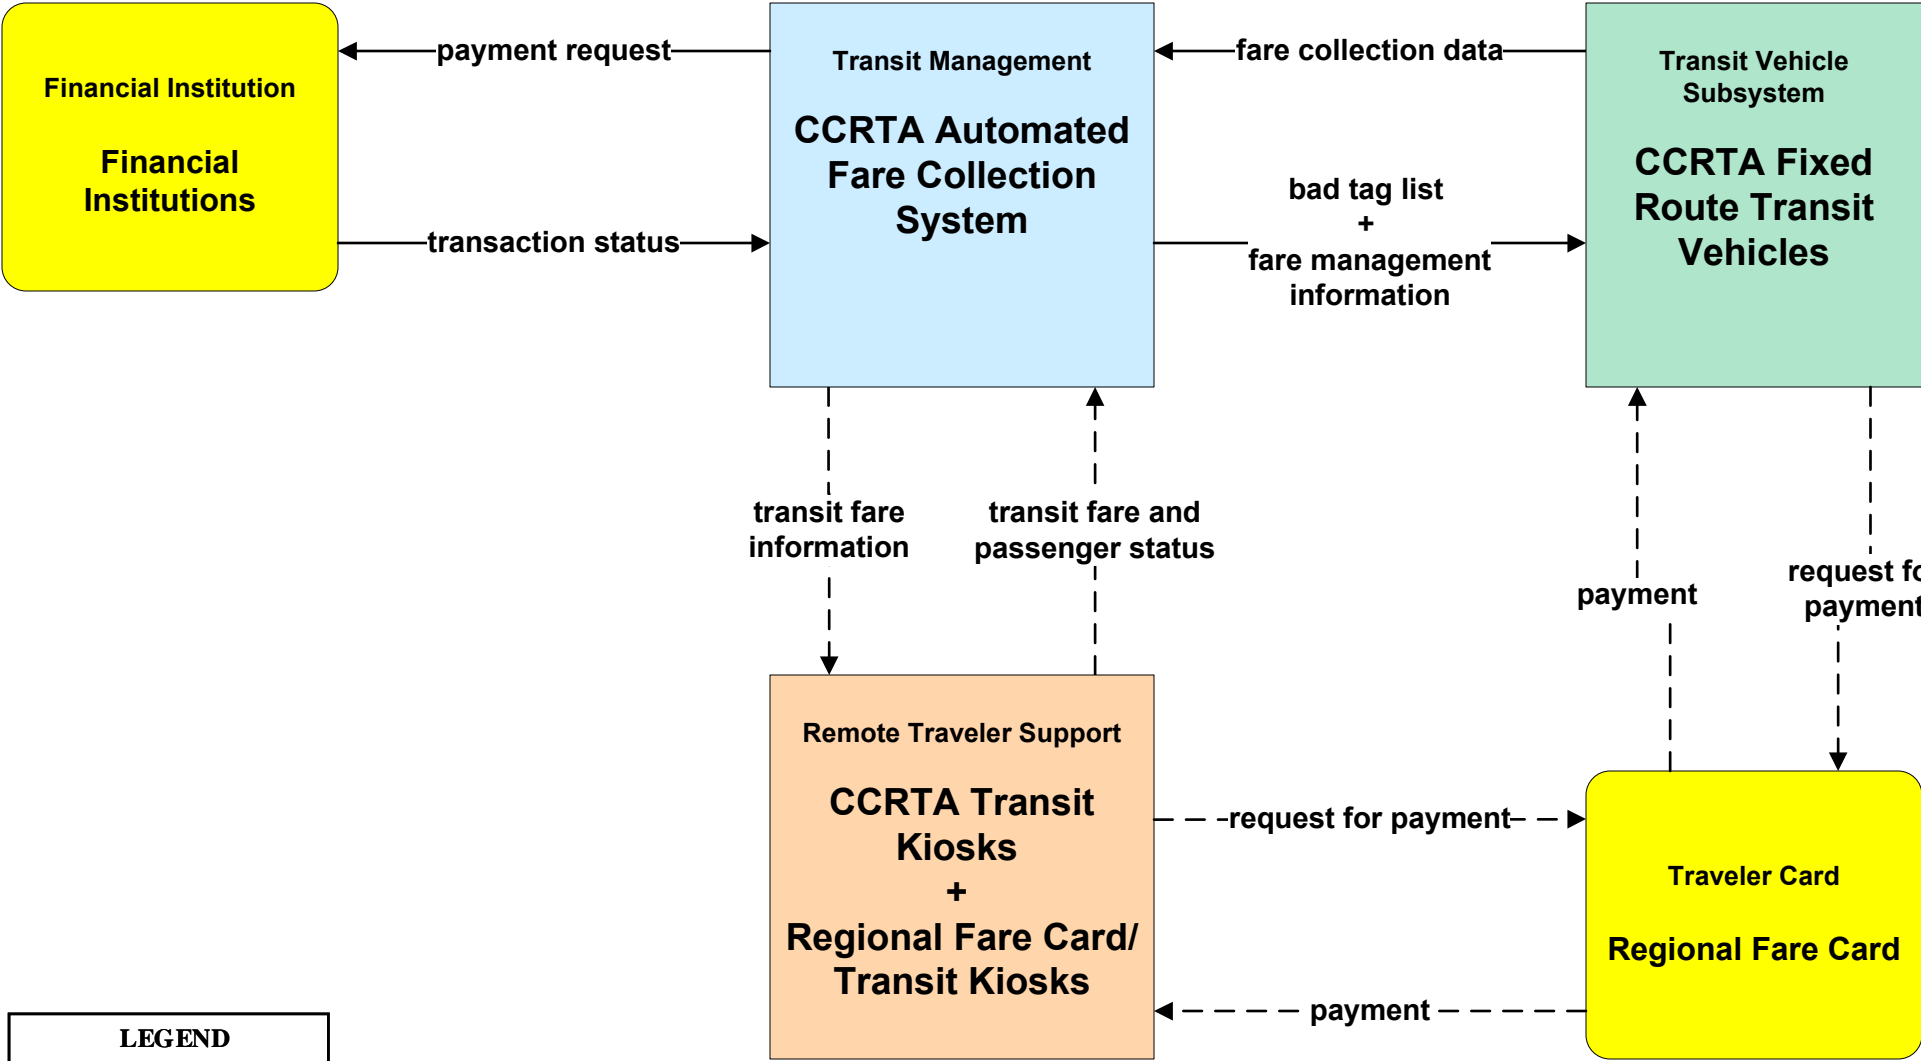 Financial Institution
Financial
Institutions
payment request
transaction status
Transit Management
CCRTA Automated
Fare Collection
System
fare collection data
bad tag list
+
fare management
information
Transit Vehicle
Subsystem
CCRTA Fixed
Route Transit
Vehicles
transit fare
information
transit fare and
passenger status
payment
request fo
payment
Remote Traveler Support
CCRTA Transit
Kiosks
+
Regional Fare Card/
Transit Kiosks
request for payment
payment
Traveler Card
Regional Fare Card
LEGEND